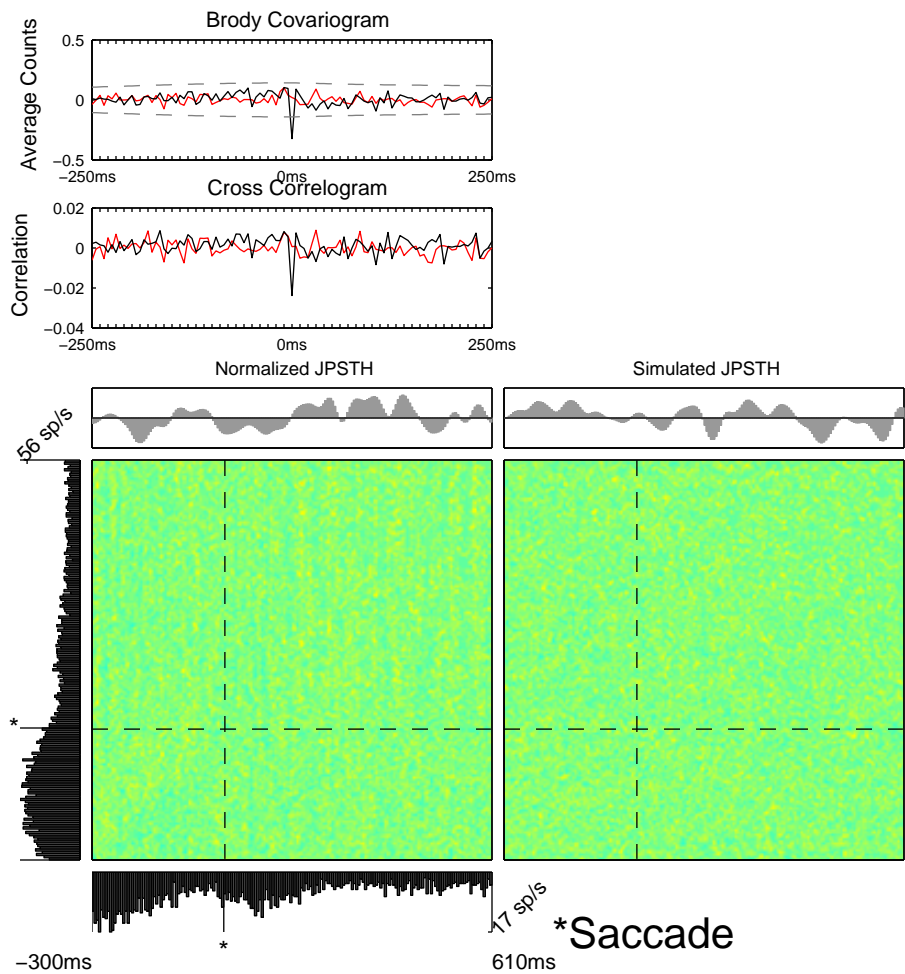 Brody Covariogram
0.5
0
−0.5
Average Counts
−250ms
0ms
250ms
Cross Correlogram
0.02
0
−0.02
−0.04
Correlation
−250ms
0ms
250ms
Normalized JPSTH
Simulated JPSTH
56 sp/s
*
17 sp/s
*
*Saccade
−300ms
610ms